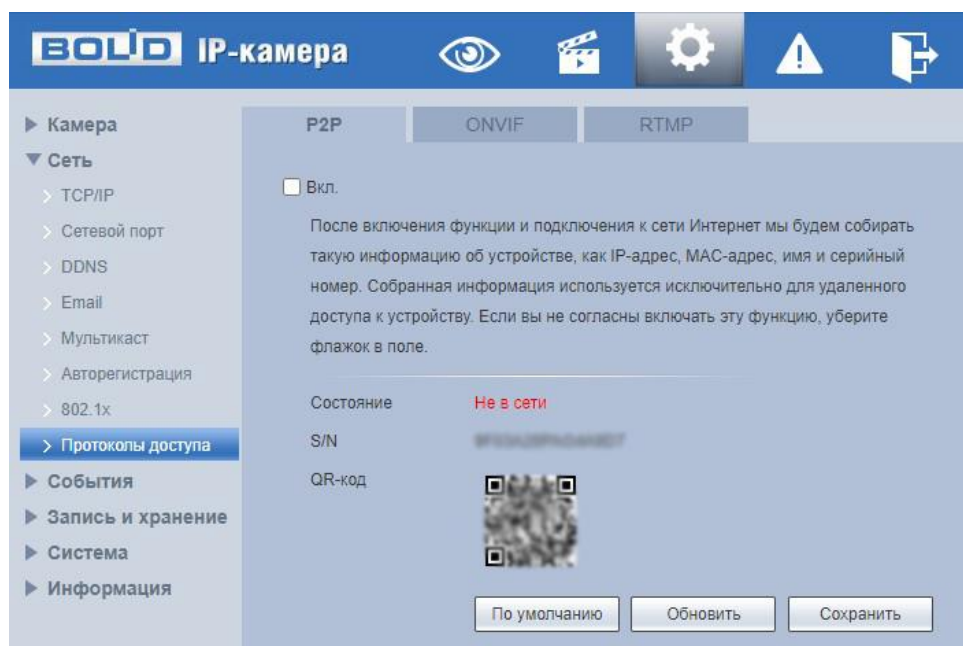 BOLID IP-камера
Камера
Сеть
TCP/IP
Сетевой порт
DDNS
Email
Мультикаст
Авторегистрация
802.1x
Протоколы доступа
События
Запись и хранение
Система
Информация
P2P ONVIF RTMP
Вкл.
После включения функции и подключения к сети Интернет мы будем собирать
такую информацию об устройстве, как IP-адрес, MAC-адрес, имя и серийный
номер. Собранная информация используется исключительно для удаленного
доступа к устройству. Если вы не согласны включать эту функцию, уберите
флажок в поле.
Состояние Не в сети
S/N
QR-код
По умолчанию Обновить Сохранить